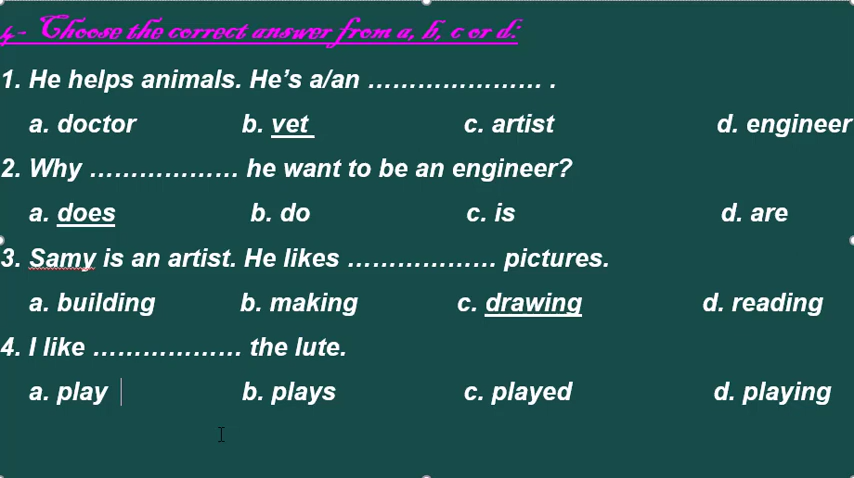 4- Choose the correct answer from a, b, c or d:
1. He helps animals. He's a/an ………………… .
a. doctor b. vet c. artist d. engineer
2. Why ……………… he want to be an engineer?
a. does b. do c. is d. are
3. Samy is an artist. He likes ……………… pictures.
a. building b. making c. drawing d. reading
4. I like ……………… the lute.
a. play b. plays c. played d. playing